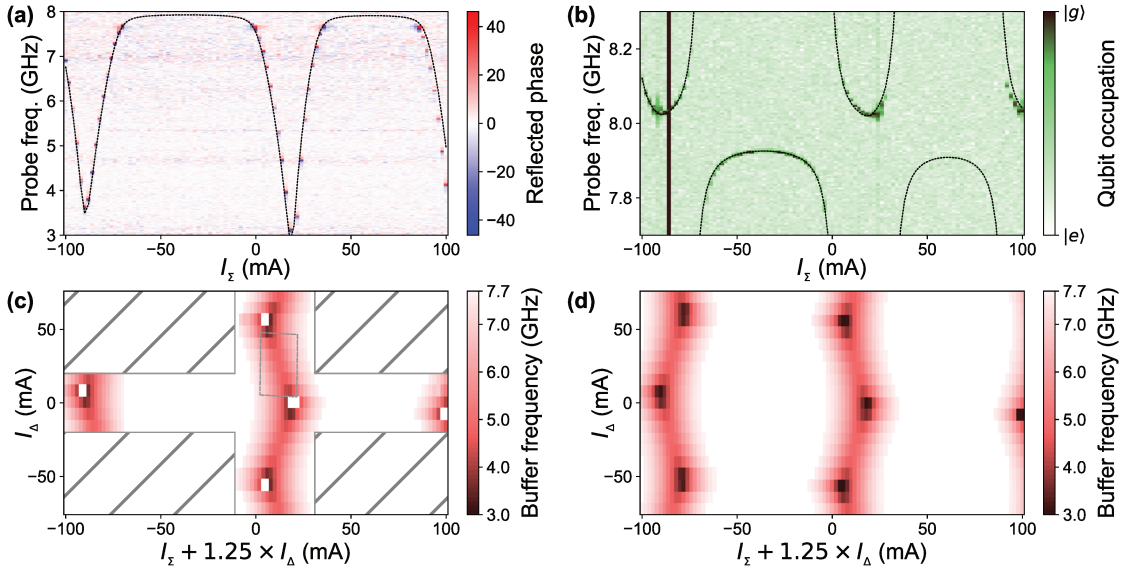 (a)
8
7
6
5
4
3
Probe freq. (GHz)
−100
−50
0
50
100
I_Σ (mA)
40
20
0
−20
−40
Reflected phase
(b)
8.2
8.0
7.8
Probe freq. (GHz)
−100
−50
0
50
100
I_Σ (mA)
|g⟩
|e⟩
Qubit occupation
(c)
50
0
−50
I_Δ (mA)
−100
−50
0
50
100
I_Σ + 1.25 × I_Δ (mA)
7.7
7.0
6.0
5.0
4.0
3.0
Buffer frequency (GHz)
(d)
50
0
−50
I_Δ (mA)
−100
−50
0
50
100
I_Σ + 1.25 × I_Δ (mA)
7.7
7.0
6.0
5.0
4.0
3.0
Buffer frequency (GHz)